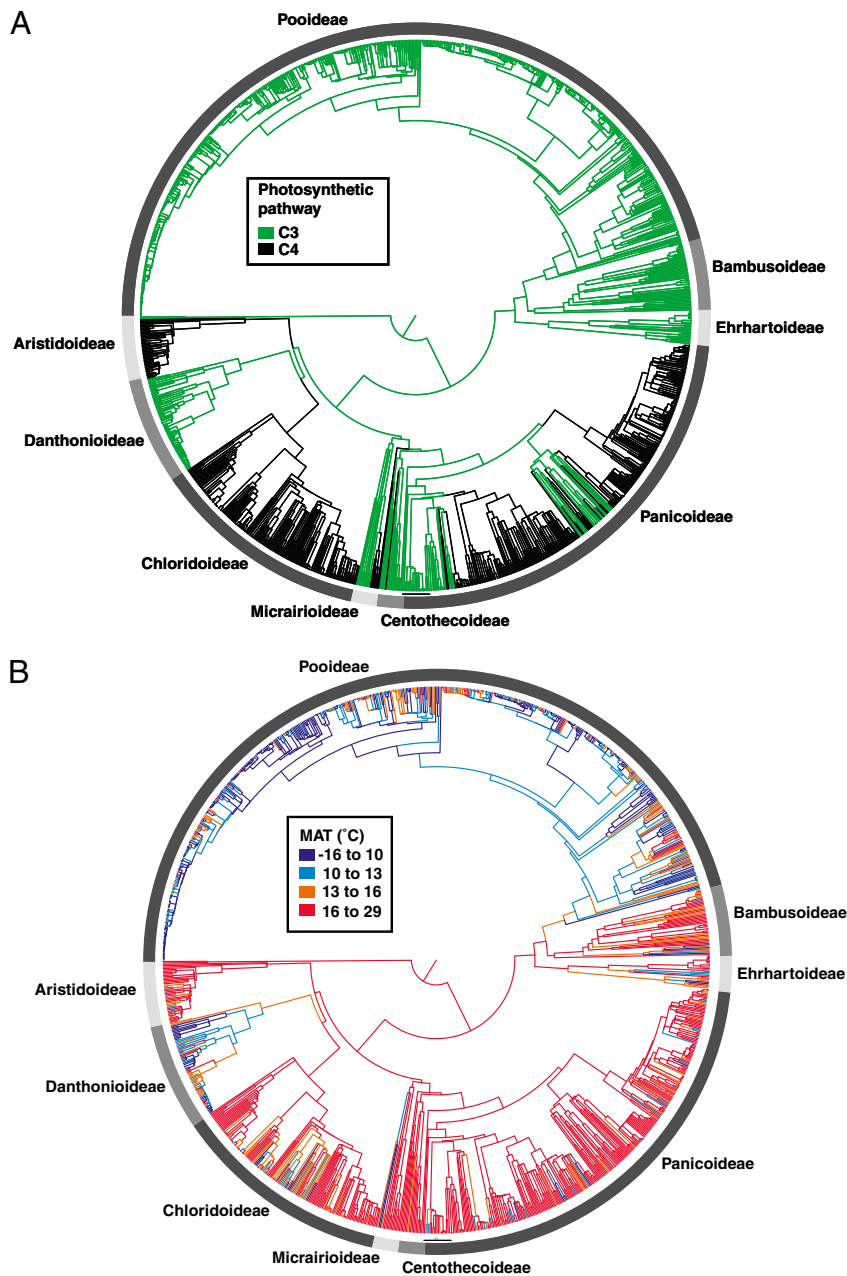 A
Pooideae
Photosynthetic
pathway
C3
C4
Bambusoideae
Ehrhartoideae
Aristidoideae
Danthonioideae
Panicoideae
Chloridoideae
Micrairioideae
Centothecoideae
B
Pooideae
MAT (˚C)
-16 to 10
10 to 13
13 to 16
16 to 29
Bambusoideae
Ehrhartoideae
Aristidoideae
Danthonioideae
Panicoideae
Chloridoideae
Micrairioideae
Centothecoideae